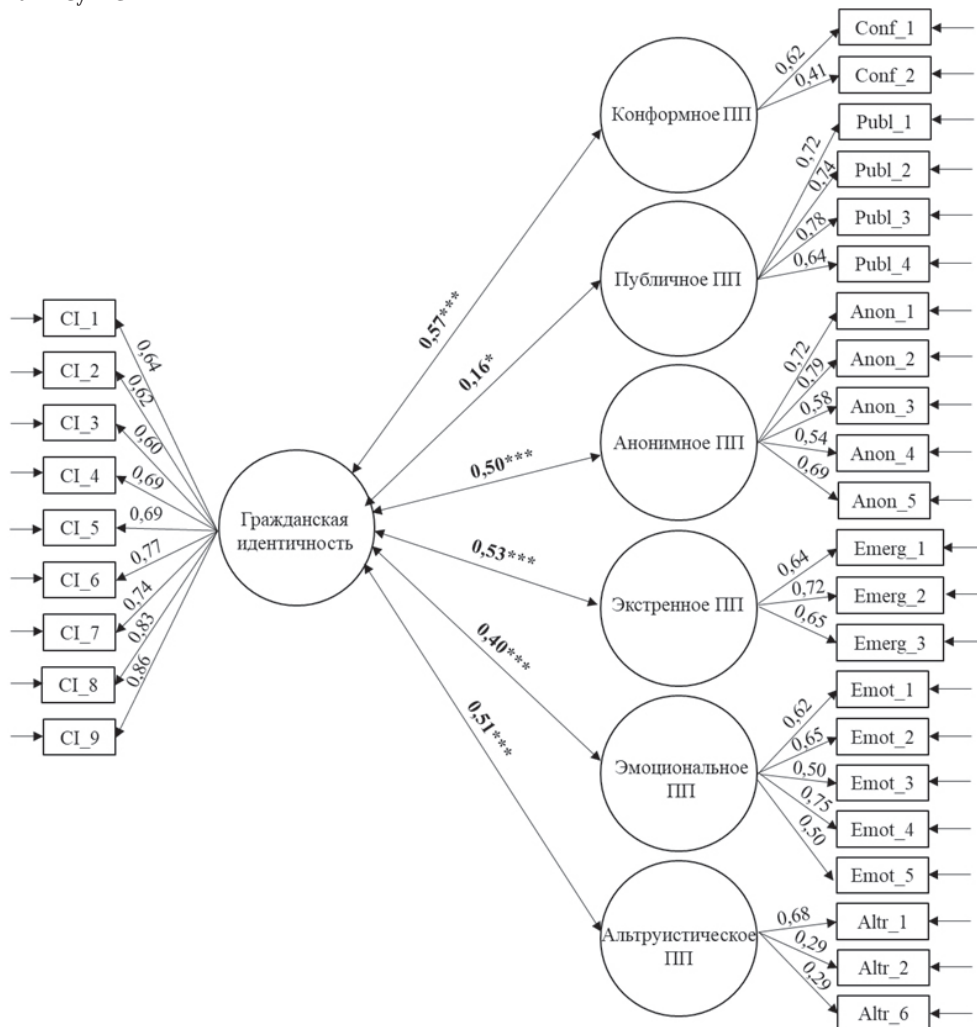 Conf_1
0,62
Conf_2
0,41
Конформное ПП
Publ_1
0,72
Publ_2
0,74
Publ_3
0,78
Publ_4
0,64
Публичное ПП
Anon_1
0,72
Anon_2
0,79
Anon_3
0,58
Anon_4
0,54
Anon_5
0,69
Анонимное ПП
Emerg_1
0,64
Emerg_2
0,72
Emerg_3
0,65
Экстренное ПП
Emot_1
0,62
Emot_2
0,65
Emot_3
0,50
Emot_4
0,75
Emot_5
0,50
Эмоциональное
ПП
Altr_1
0,68
Altr_2
0,29
Altr_6
0,29
Альтруистическое
ПП
0,57***
0,16*
0,50***
0,53***
0,40***
0,51***
Гражданская
идентичность
CI_1
0,64
CI_2
0,62
CI_3
0,60
CI_4
0,69
CI_5
0,69
CI_6
0,77
CI_7
0,74
CI_8
0,83
CI_9
0,86